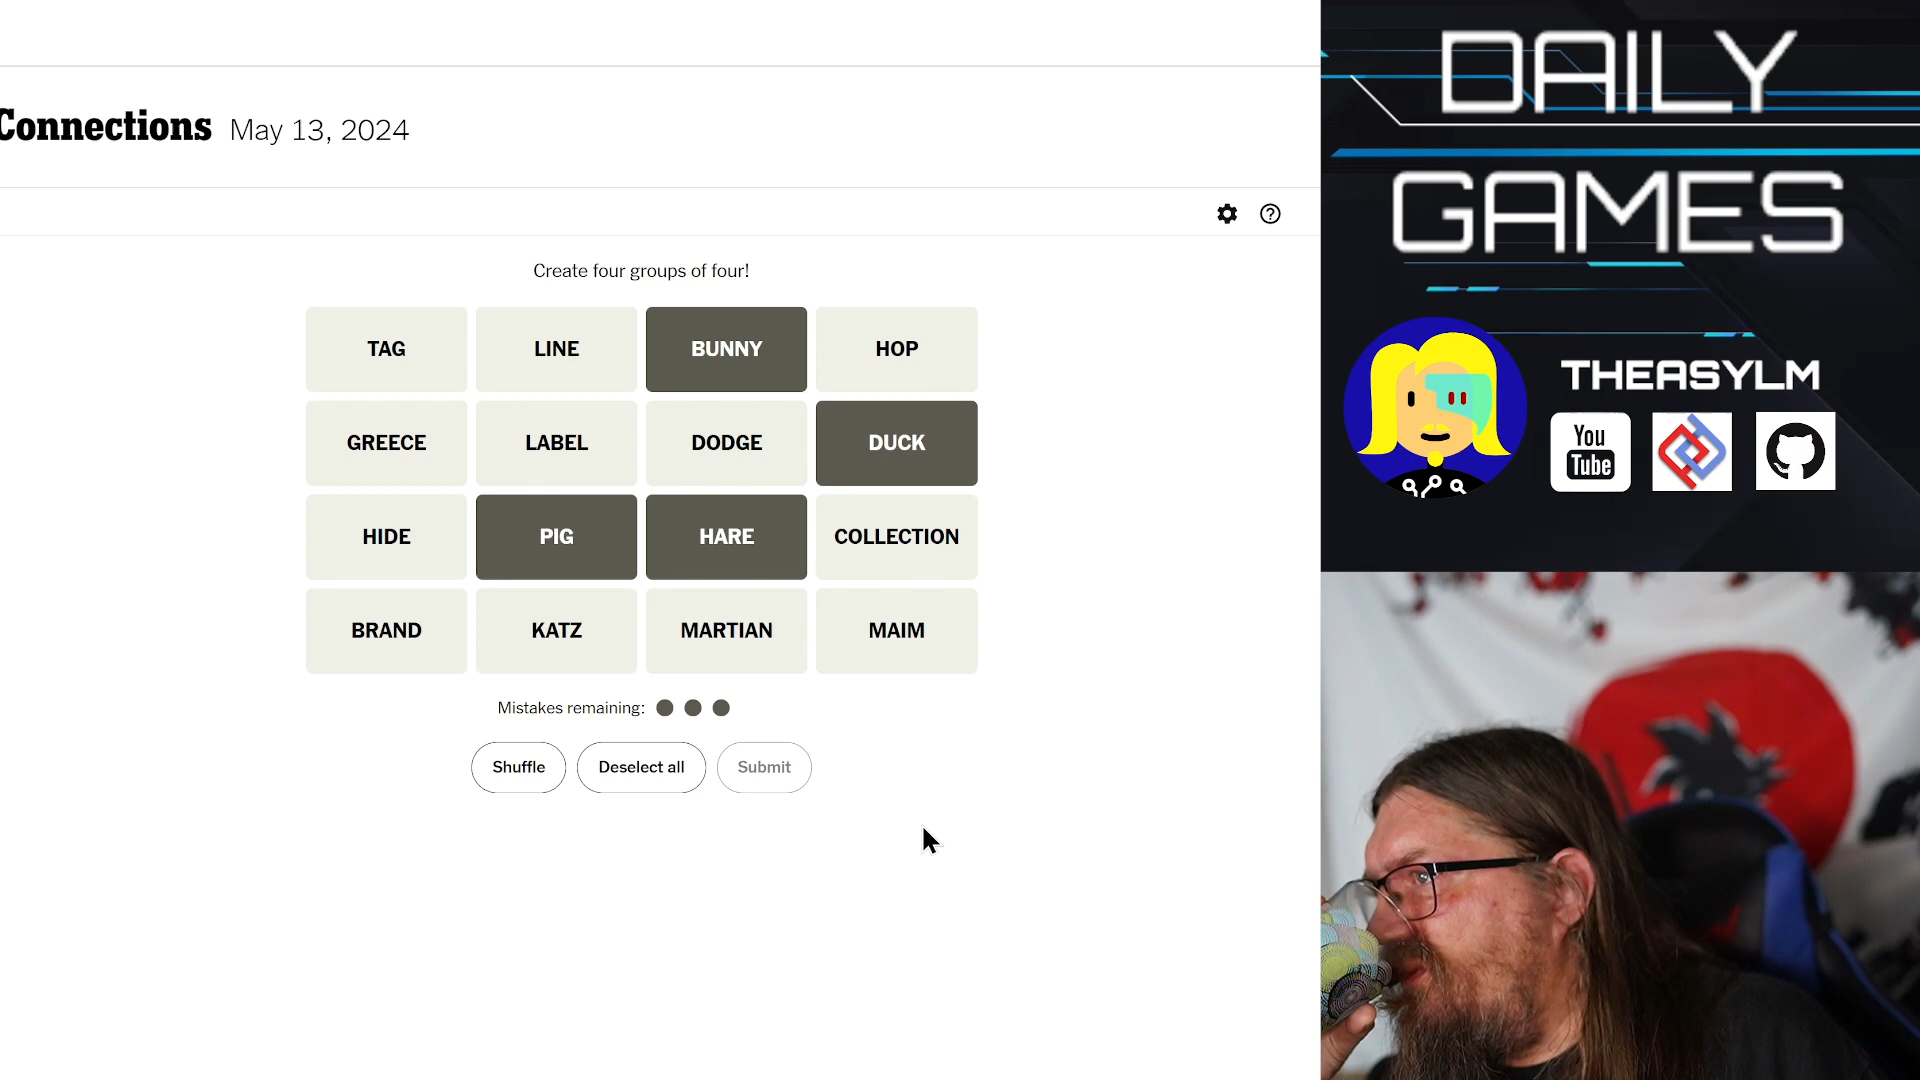 DAILY
GAMES
THEASYLM
You
Tube
Connections May 13, 2024
Create four groups of four!
TAG LINE BUNNY HOP
GREECE LABEL DODGE DUCK
HIDE PIG HARE COLLECTION
BRAND KATZ MARTIAN MAIM
Mistakes remaining:
Shuffle Deselect all Submit